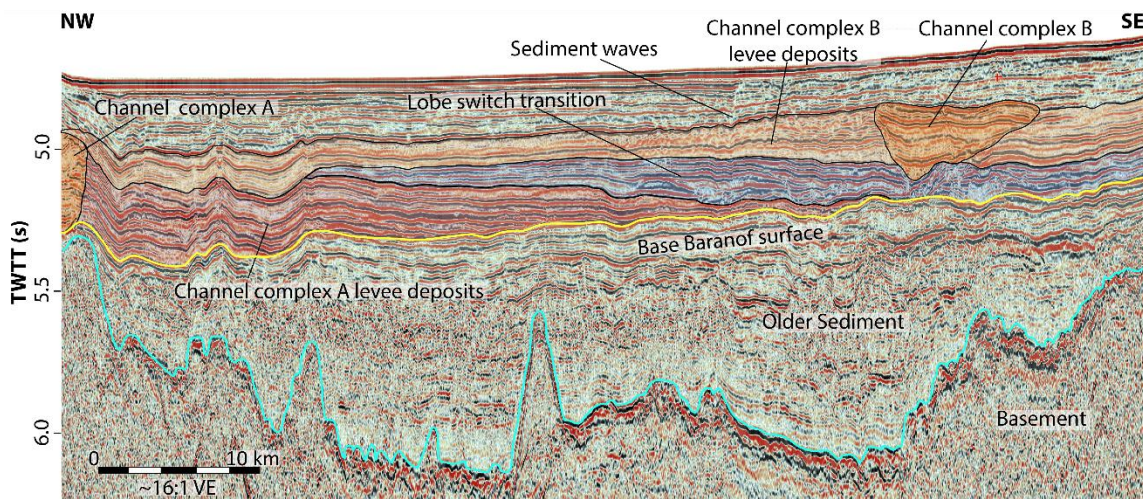 NW
SE
Channel complex B
levee deposits
Channel complex B
Sediment waves
Channel complex A
Lobe switch transition
5.0
Base Baranof surface
TWTT (s)
Channel complex A levee deposits
5.5
Older Sediment
Basement
6.0
0
10 km
~16:1 VE